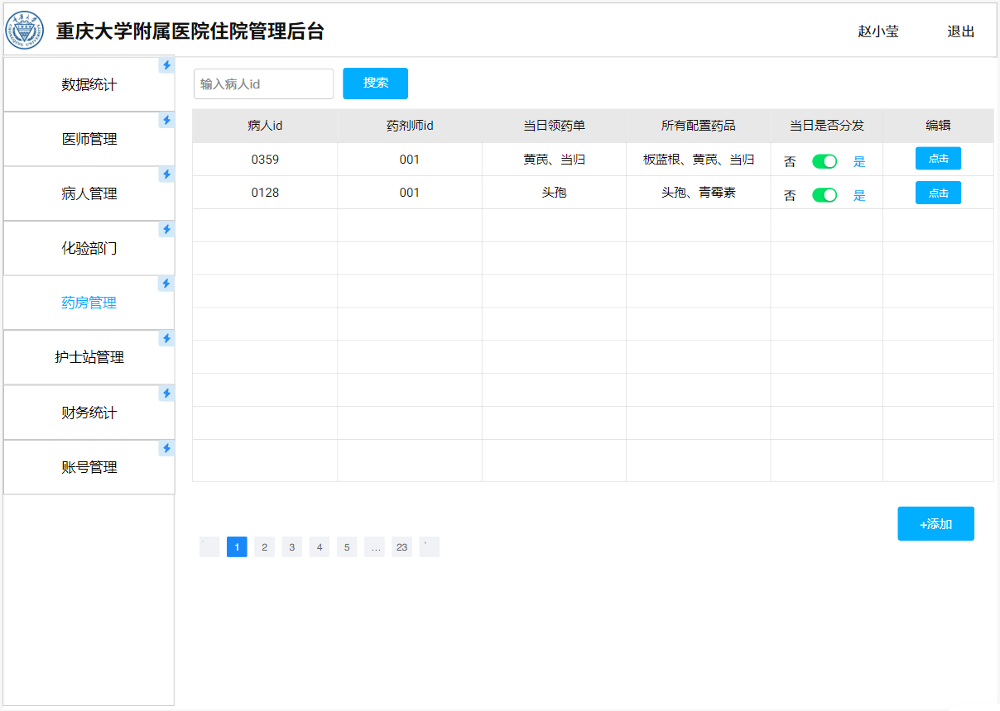 重庆大学附属医院住院管理后台 赵小莹 退出
数据统计
医师管理
病人管理
化验部门
药房管理
护士站管理
财务统计
账号管理
输入病人id 搜索
病人id 药剂师id 当日领药单 所有配置药品 当日是否分发 编辑
0359 001 黄芪、当归 板蓝根、黄芪、当归 否 是 点击
0128 001 头孢 头孢、青霉素 否 是 点击
+添加
1 2 3 4 5 ... 23